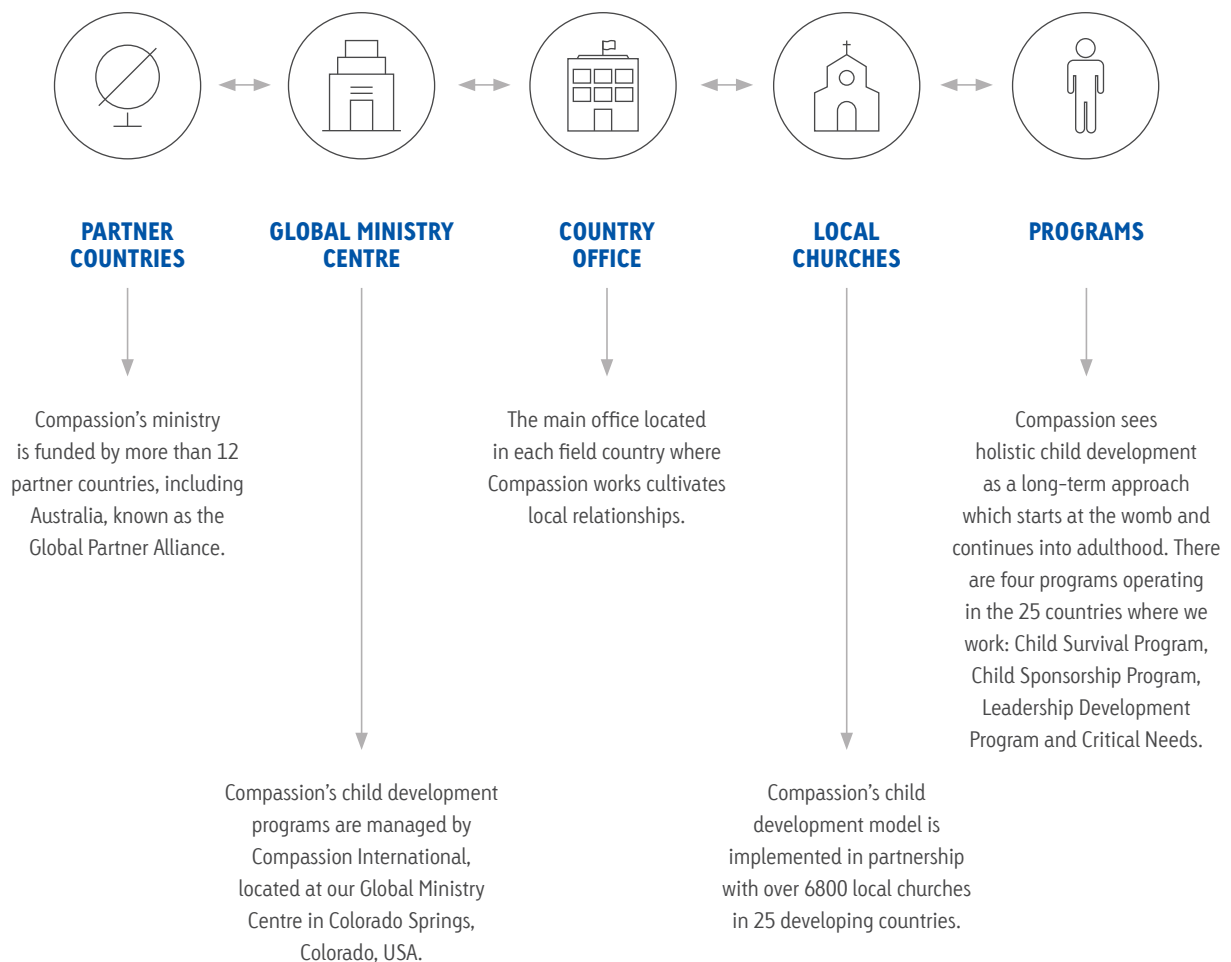 PARTNER
COUNTRIES
GLOBAL MINISTRY
CENTRE
COUNTRY
OFFICE
LOCAL
CHURCHES
PROGRAMS
Compassion’s ministry
is funded by more than 12
partner countries, including
Australia, known as the
Global Partner Alliance.
The main office located
in each field country where
Compassion works cultivates
local relationships.
Compassion sees
holistic child development
as a long-term approach
which starts at the womb and
continues into adulthood. There
are four programs operating
in the 25 countries where we
work: Child Survival Program,
Child Sponsorship Program,
Leadership Development
Program and Critical Needs.
Compassion’s child development
programs are managed by
Compassion International,
located at our Global Ministry
Centre in Colorado Springs,
Colorado, USA.
Compassion’s child
development model is
implemented in partnership
with over 6800 local churches
in 25 developing countries.